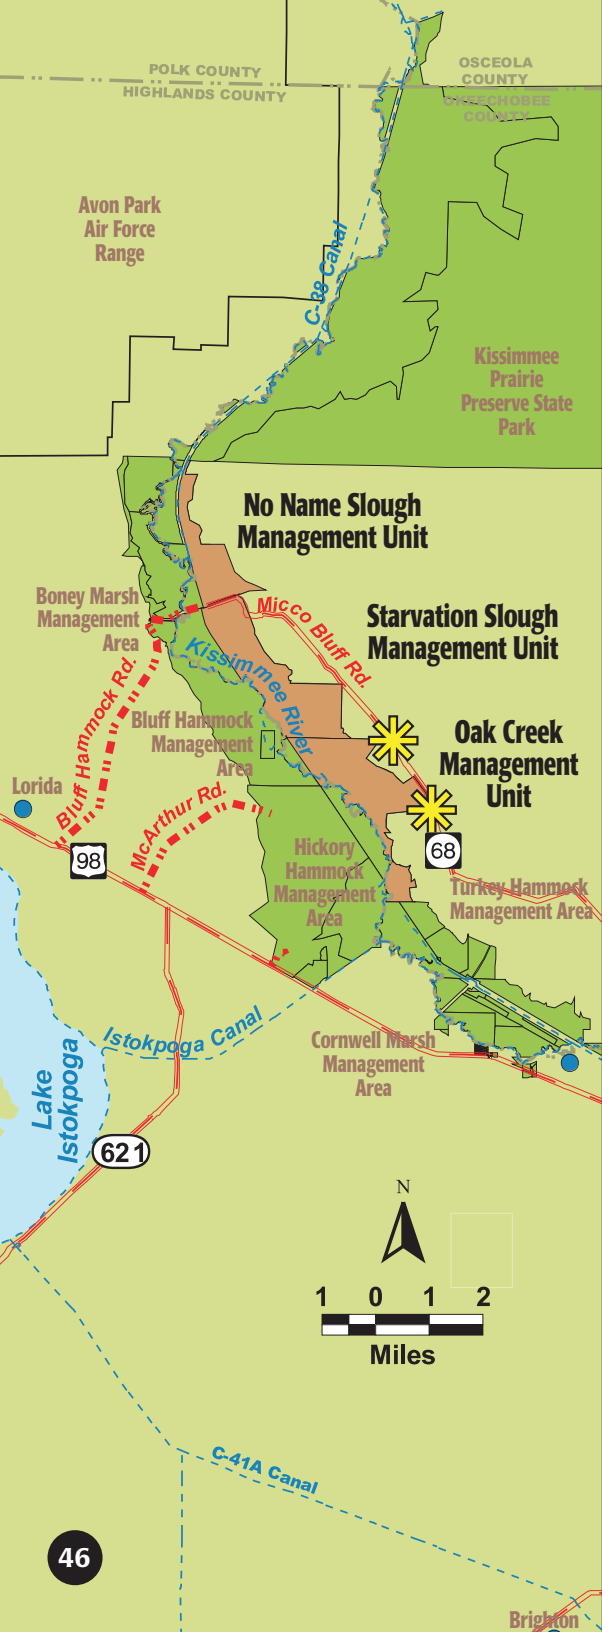 POLK COUNTY
HIGHLANDS COUNTY
OSCEOLA
COUNTY
OKEECHOBEE
COUNTY
Avon Park
Air Force
Range
C-38 Canal
Kissimmee
Prairie
Preserve State
Park
No Name Slough
Management Unit
Boney Marsh
Management
Area
Micco Bluff Rd.
Starvation Slough
Management Unit
Kissimmee River
Bluff Hammock Rd.
Bluff Hammock
Management
Area
Oak Creek
Management
Unit
Lorida
McArthur Rd.
98
68
Hickory
Hammock
Management
Area
Turkey Hammock
Management Area
Istokpoga Canal
Cornwell Marsh
Management
Area
Lake
Istokpoga
621
N
1 0 1 2
Miles
C-41A Canal
46
Brighton